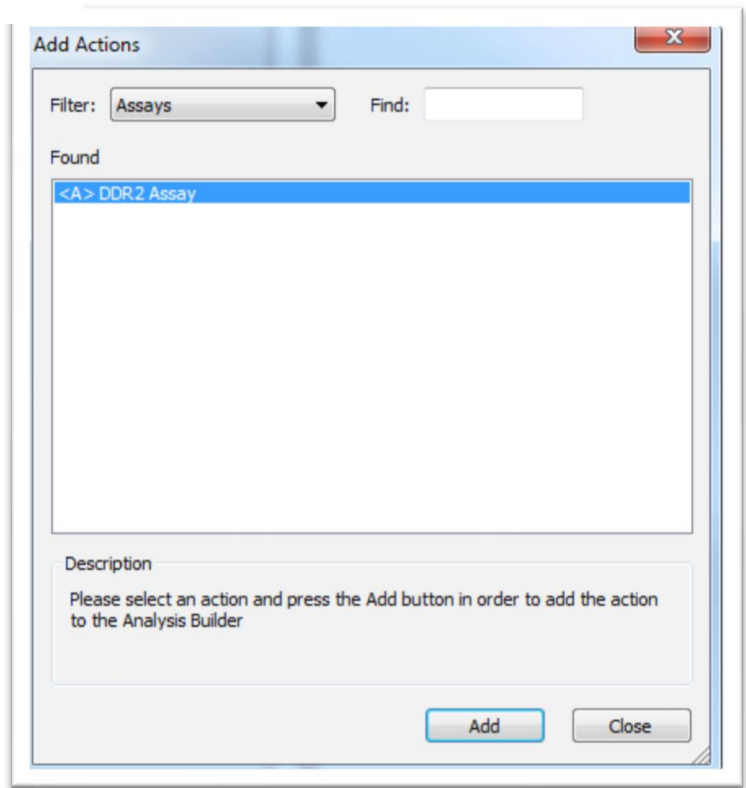 Add Actions
Filter: Assays Find:
Found
<A> DDR2 Assay
Description
Please select an action and press the Add button in order to add the action
to the Analysis Builder
Add Close